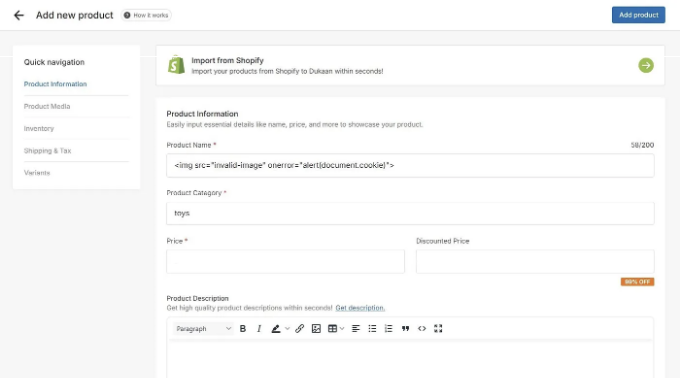 Add new product
How it works
Add product
Quick navigation
Product Information
Product Media
Inventory
Shipping & Tax
Variants
Import from Shopify
Import your products from Shopify to Dukaan within seconds!
Product Information
Easily input essential details like name, price, and more to showcase your product.
Product Name *
58/200
<img src="invalid-image" onerror="alert(document.cookie)">
Product Category *
toys
Price *
Discounted Price
Product Description
Get high quality product descriptions within seconds! Get description.
Paragraph